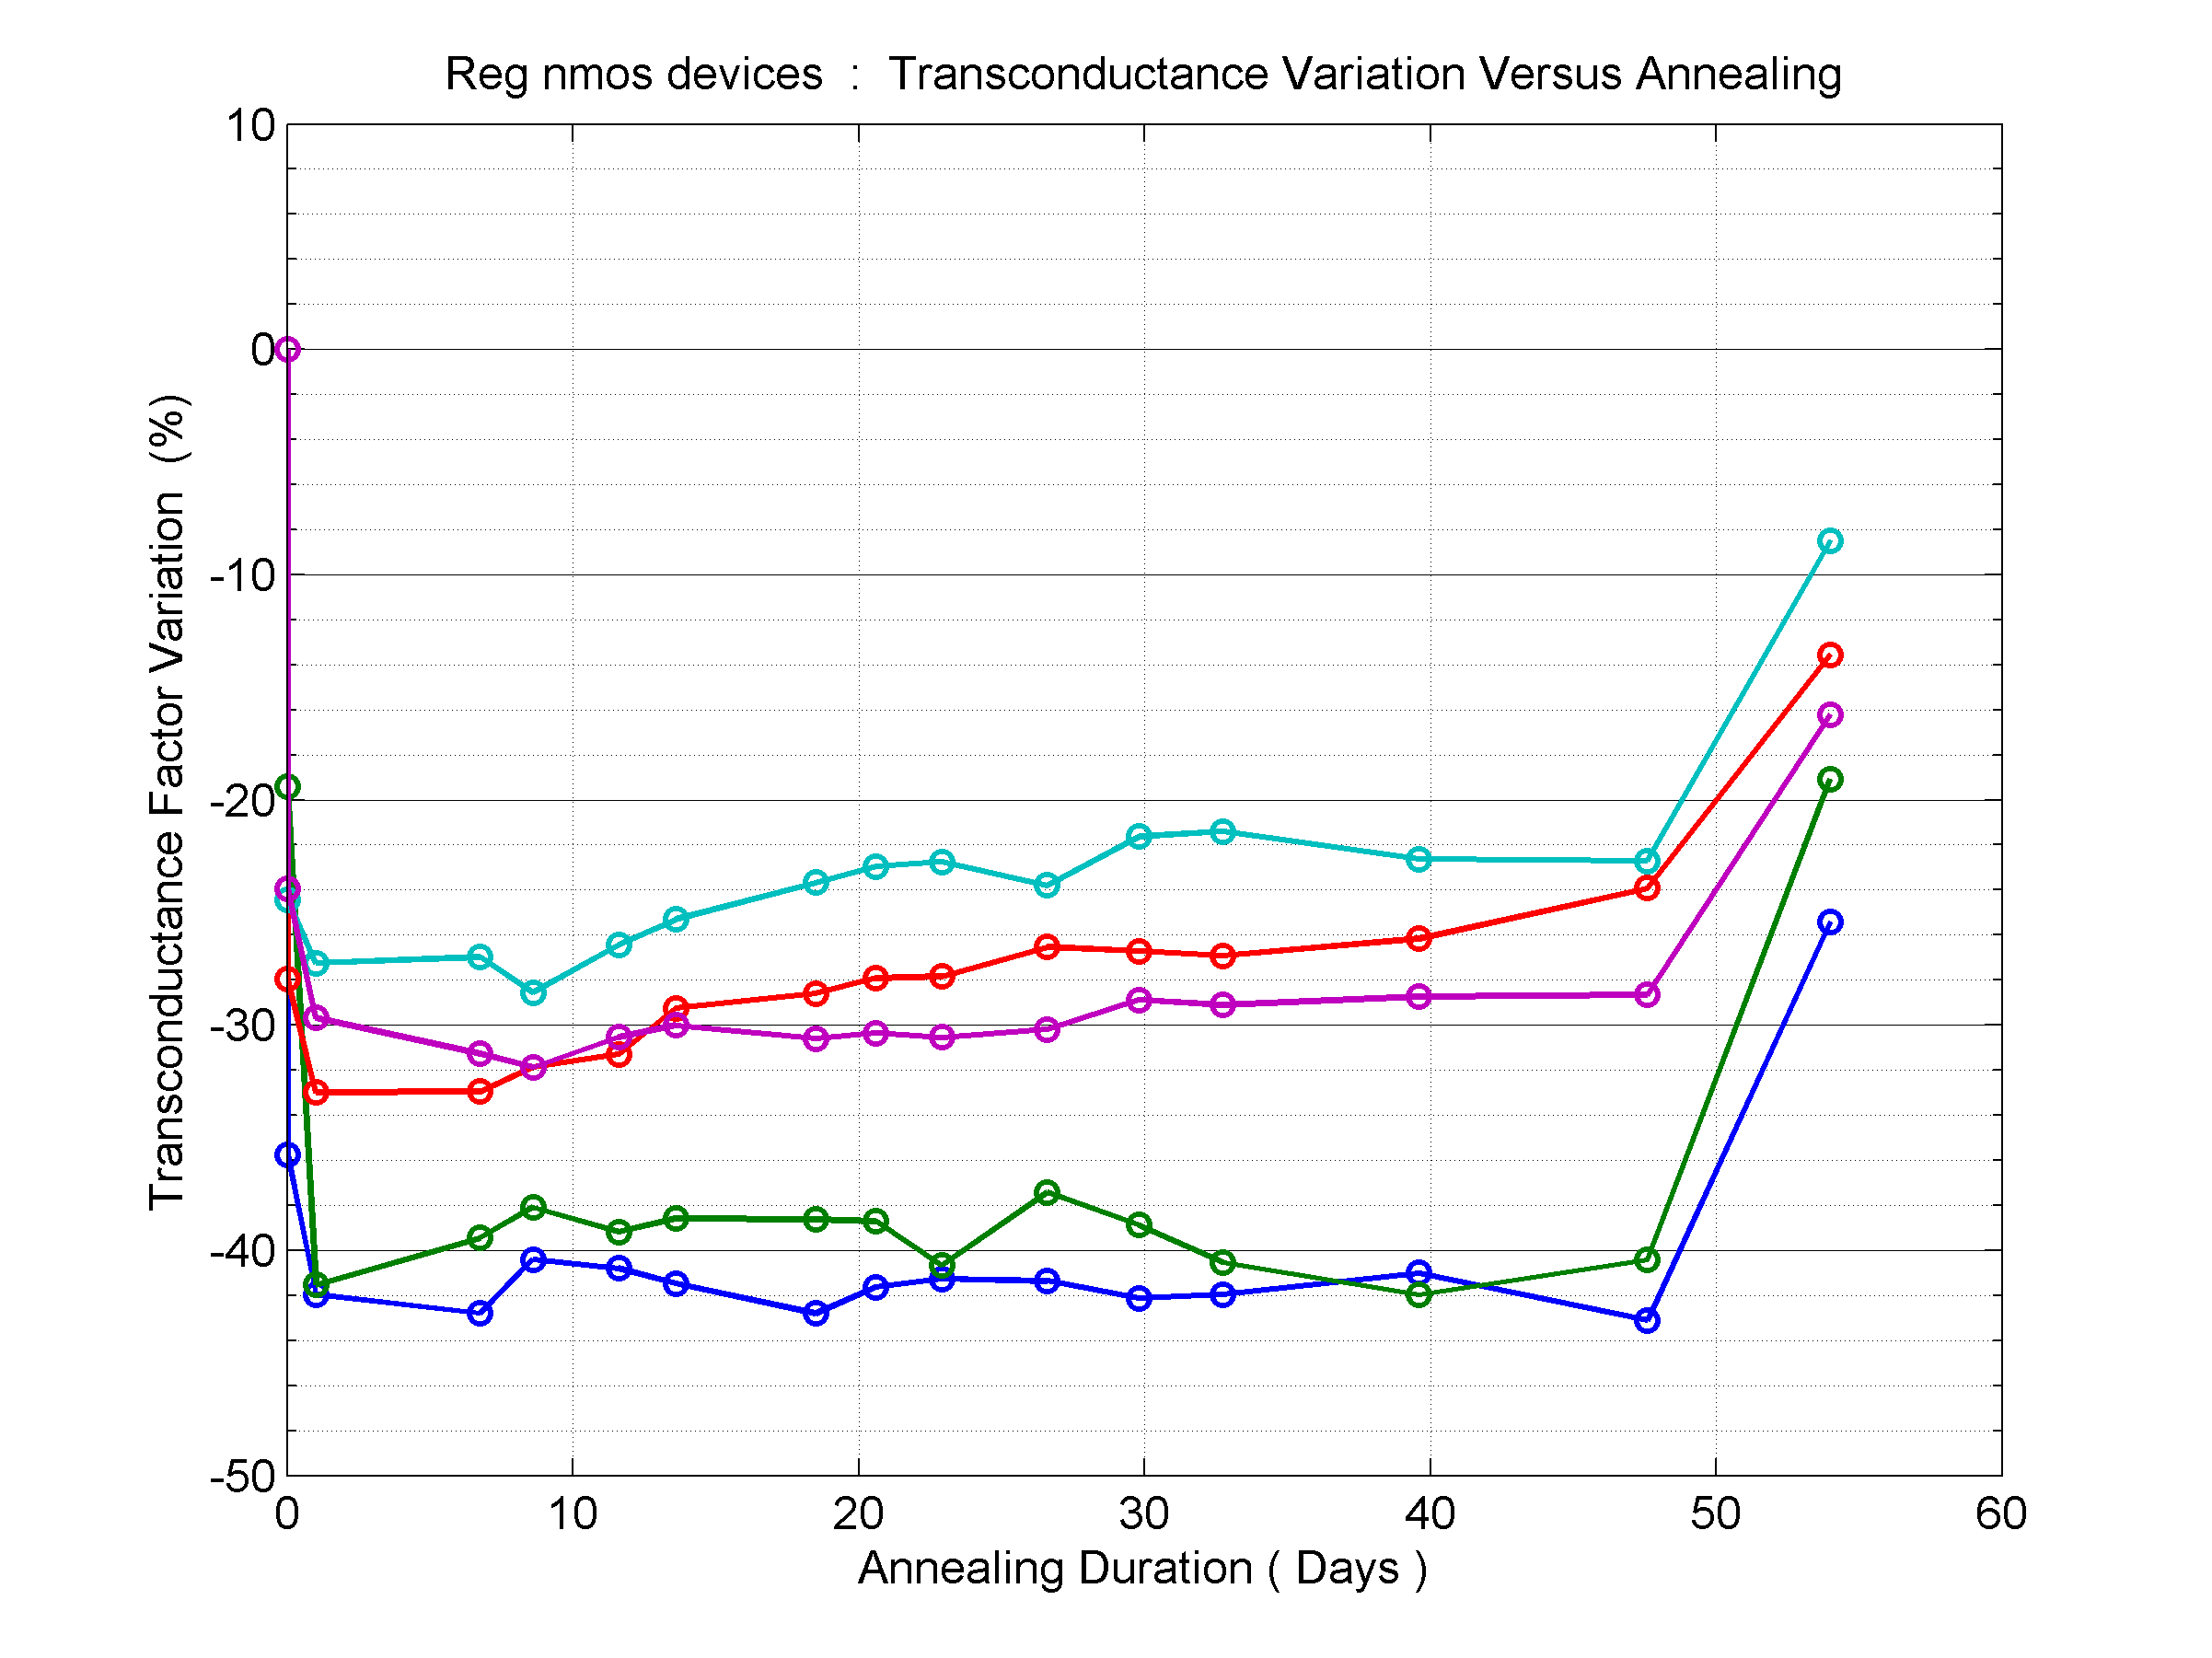 Reg nmos devices : Transconductance Variation Versus Annealing
10
0
-10
-20
-30
-40
-50
Transconductance Factor Variation (%)
0 10 20 30 40 50 60
Annealing Duration ( Days )